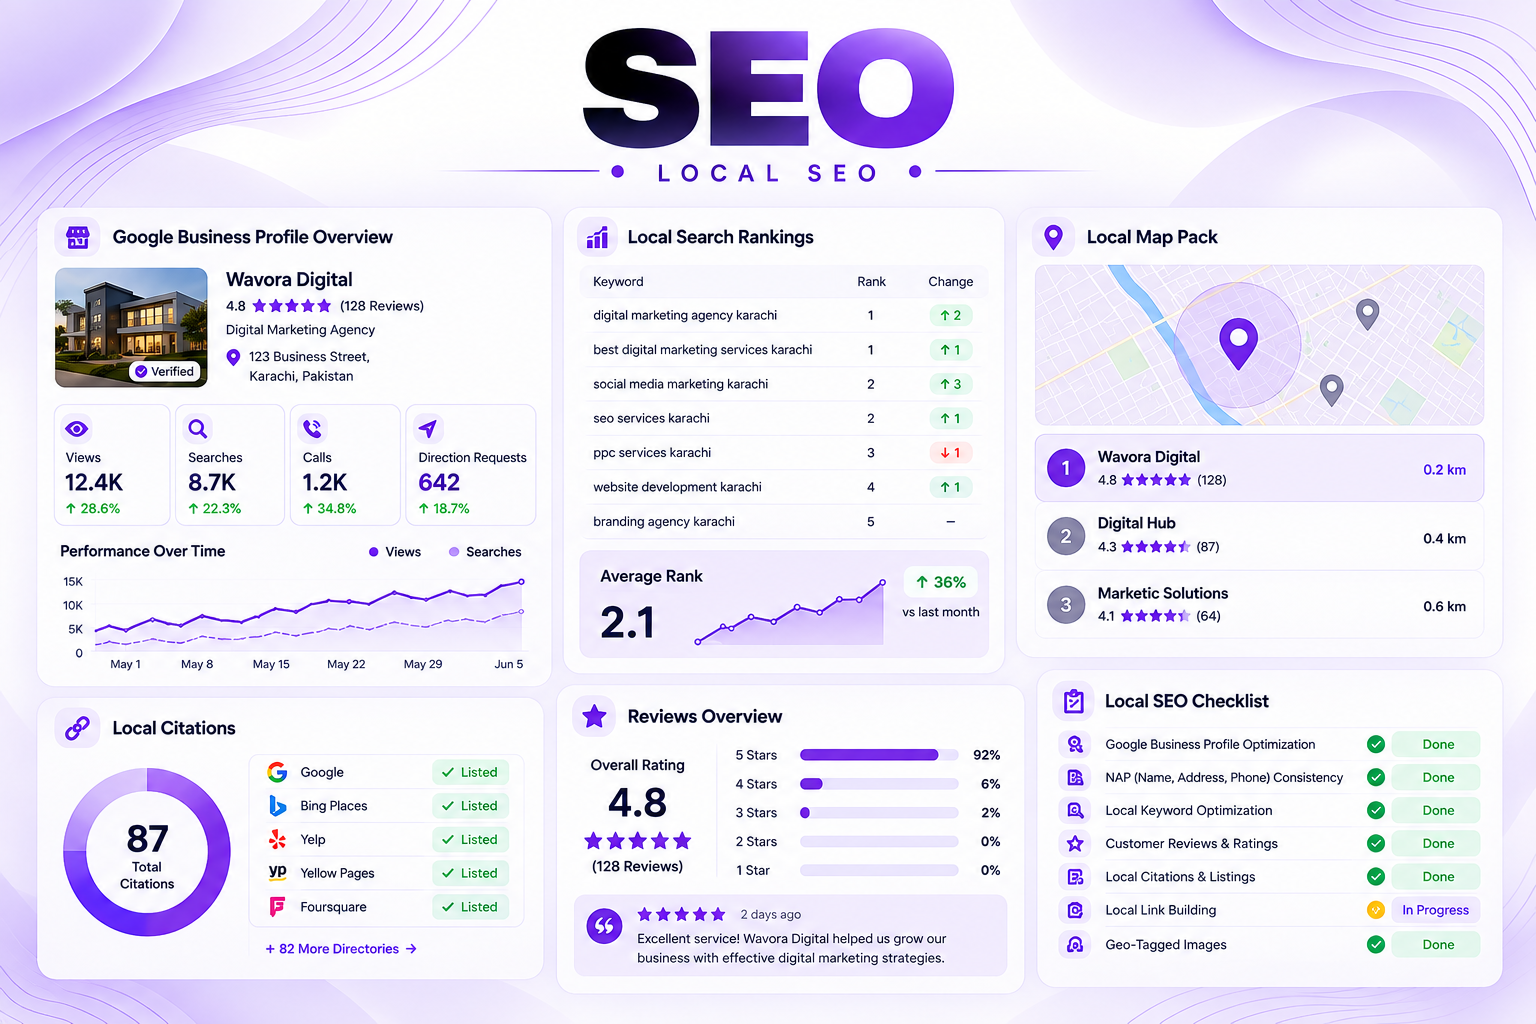 SEO
LOCAL SEO
Google Business Profile Overview
Verified
Wavora Digital
4.8 (128 Reviews)
Digital Marketing Agency
123 Business Street,
Karachi, Pakistan
Views
12.4K
↑ 28.6%
Searches
8.7K
↑ 22.3%
Calls
1.2K
↑ 34.8%
Direction Requests
642
↑ 18.7%
Performance Over Time
Views Searches
15K
10K
5K
0
May 1 May 8 May 15 May 22 May 29 Jun 5
Local Search Rankings
Keyword Rank Change
digital marketing agency karachi 1 ↑ 2
best digital marketing services karachi 1 ↑ 1
social media marketing karachi 2 ↑ 3
seo services karachi 2 ↑ 1
ppc services karachi 3 ↓ 1
website development karachi 4 ↑ 1
branding agency karachi 5 –
Average Rank
2.1
↑ 36%
vs last month
Local Map Pack
1 Wavora Digital
4.8 (128)
0.2 km
2 Digital Hub
4.3 (87)
0.4 km
3 Marketic Solutions
4.1 (64)
0.6 km
Local Citations
87
Total
Citations
Google Listed
Bing Places Listed
Yelp Listed
yp Yellow Pages Listed
Foursquare Listed
+ 82 More Directories →
Reviews Overview
Overall Rating
4.8
(128 Reviews)
5 Stars 92%
4 Stars 6%
3 Stars 2%
2 Stars 0%
1 Star 0%
2 days ago
Excellent service! Wavora Digital helped us grow our
business with effective digital marketing strategies.
Local SEO Checklist
Google Business Profile Optimization Done
NAP (Name, Address, Phone) Consistency Done
Local Keyword Optimization Done
Customer Reviews & Ratings Done
Local Citations & Listings Done
Local Link Building In Progress
Geo-Tagged Images Done